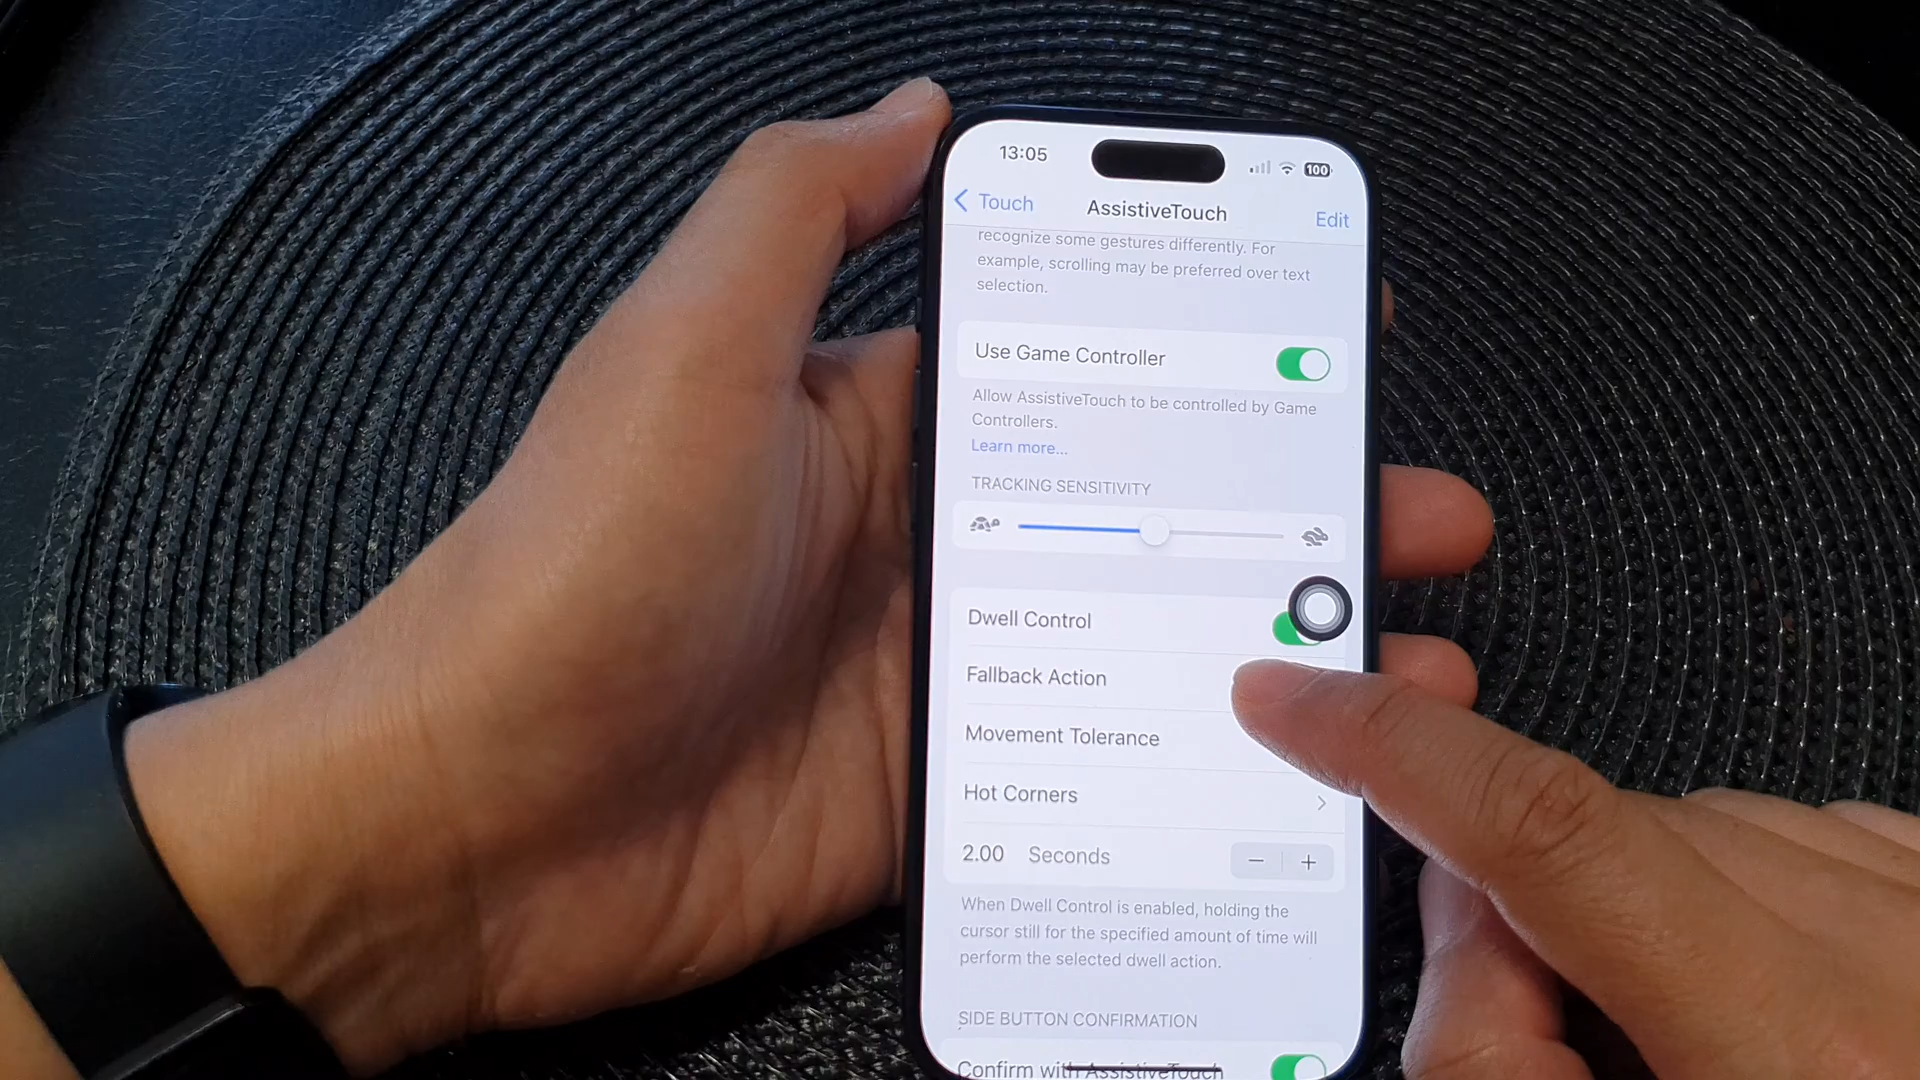 13:05
100
Touch
AssistiveTouch
Edit
recognize some gestures differently. For
example, scrolling may be preferred over text
selection.
Use Game Controller
Allow AssistiveTouch to be controlled by Game
Controllers.
Learn more...
TRACKING SENSITIVITY
Dwell Control
Fallback Action
Movement Tolerance
Hot Corners
2.00 Seconds
− +
When Dwell Control is enabled, holding the
cursor still for the specified amount of time will
perform the selected dwell action.
SIDE BUTTON CONFIRMATION
Confirm with AssistiveTouch